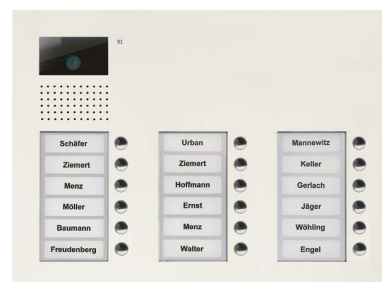 Schäfer
Ziemert
Menz
Möller
Baumann
Freudenberg
Urban
Ziemert
Hoffmann
Ernst
Menz
Walter
Mannewitz
Keller
Gerlach
Jäger
Wöhling
Engel